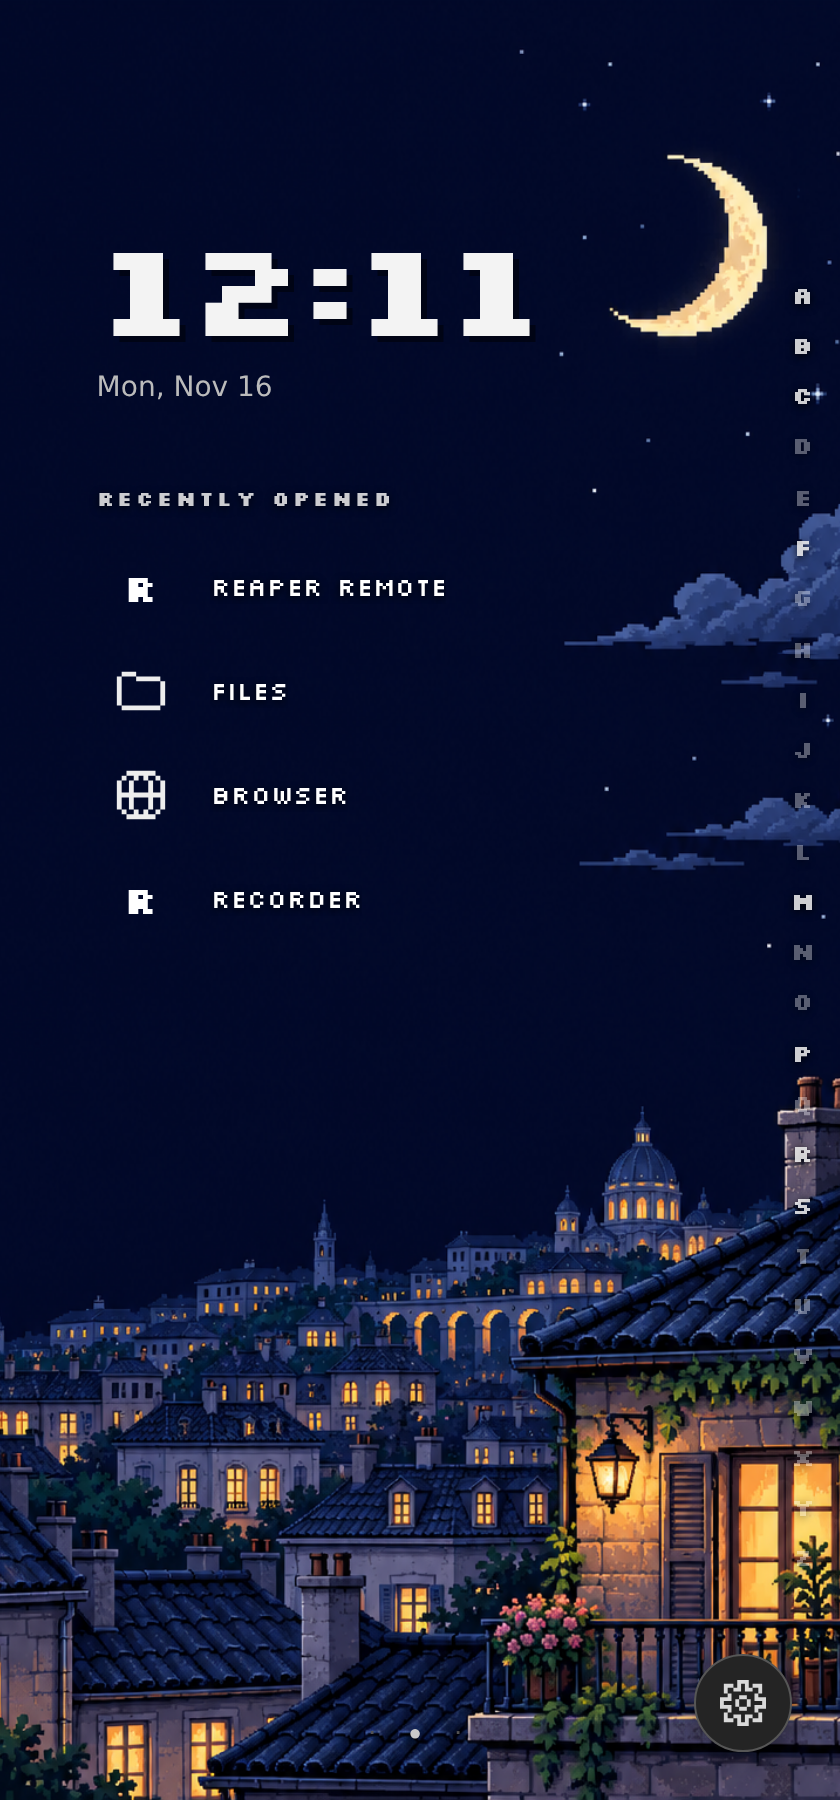 12:11
Mon, Nov 16
RECENTLY OPENED
R REAPER REMOTE
FILES
BROWSER
R RECORDER
A
B
C
D
E
F
G
H
I
J
K
L
M
N
O
P
Q
R
S
T
U
V
W
X
Y